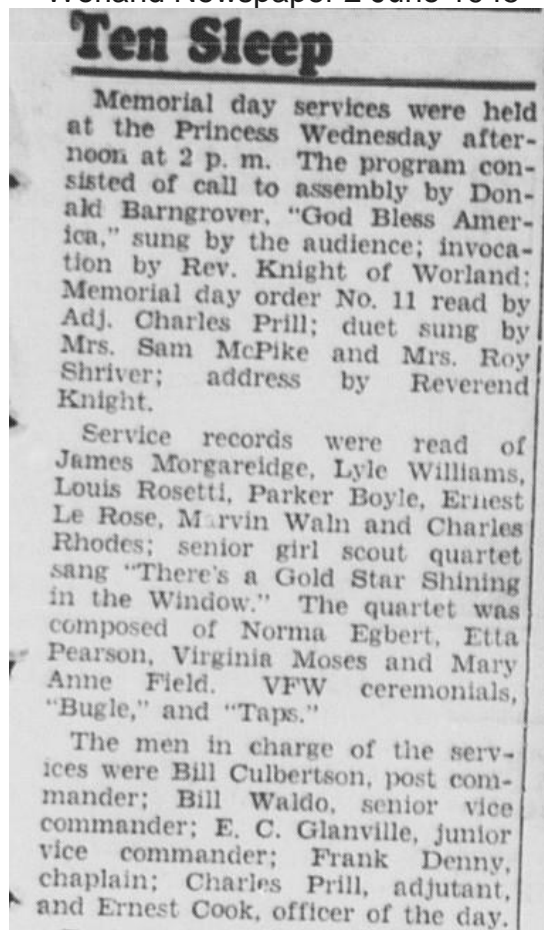 Worland Newspaper 2 June 1945
Ten Sleep
Memorial day services were held
at the Princess Wednesday after-
noon at 2 p. m. The program con-
sisted of call to assembly by Don-
ald Barngrover, "God Bless Amer-
ica," sung by the audience; invoca-
tion by Rev. Knight of Worland;
Memorial day order No. 11 read by
Adj. Charles Prill; duet sung by
Mrs. Sam McPike and Mrs. Roy
Shriver; address by Reverend
Knight.
Service records were read of
James Morgareidge, Lyle Williams,
Louis Rosetti, Parker Boyle, Ernest
Le Rose, Marvin Waln and Charles
Rhodes; senior girl scout quartet
sang "There's a Gold Star Shining
in the Window." The quartet was
composed of Norma Egbert, Etta
Pearson, Virginia Moses and Mary
Anne Field. VFW ceremonials,
"Bugle," and "Taps."
The men in charge of the serv-
ices were Bill Culbertson, post com-
mander; Bill Waldo, senior vice
commander; E. C. Glanville, junior
vice commander; Frank Denny,
chaplain; Charles Prill, adjutant,
and Ernest Cook, officer of the day.